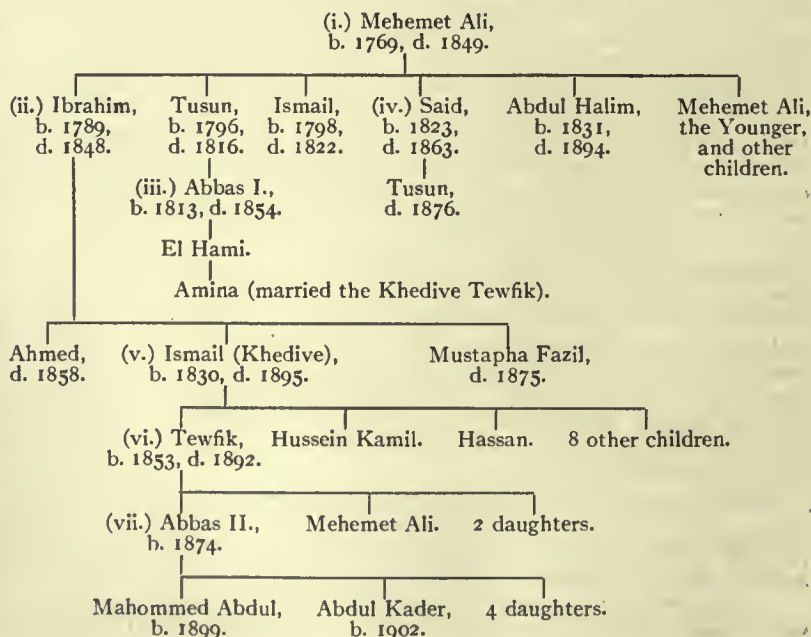 (i.) Mehemet Ali,
b. 1769, d. 1849.
(ii.) Ibrahim, Tusun, Ismail, (iv.) Said, Abdul Halim, Mehemet Ali,
b. 1789, b. 1796, b. 1798, b. 1823, b. 1831, the Younger,
d. 1848. d. 1816. d. 1822. d. 1863. d. 1894. and other
children.
(iii.) Abbas I., Tusun,
b. 1813, d. 1854. d. 1876.
El Hami.
Amina (married the Khedive Tewfik).
Ahmed, (v.) Ismail (Khedive), Mustapha Fazil,
d. 1858. b. 1830, d. 1895. d. 1875.
(vi.) Tewfik, Hussein Kamil. Hassan. 8 other children.
b. 1853, d. 1892.
(vii.) Abbas II., Mehemet Ali. 2 daughters.
b. 1874.
Mahommed Abdul, Abdul Kader, 4 daughters.
b. 1899. b. 1902.